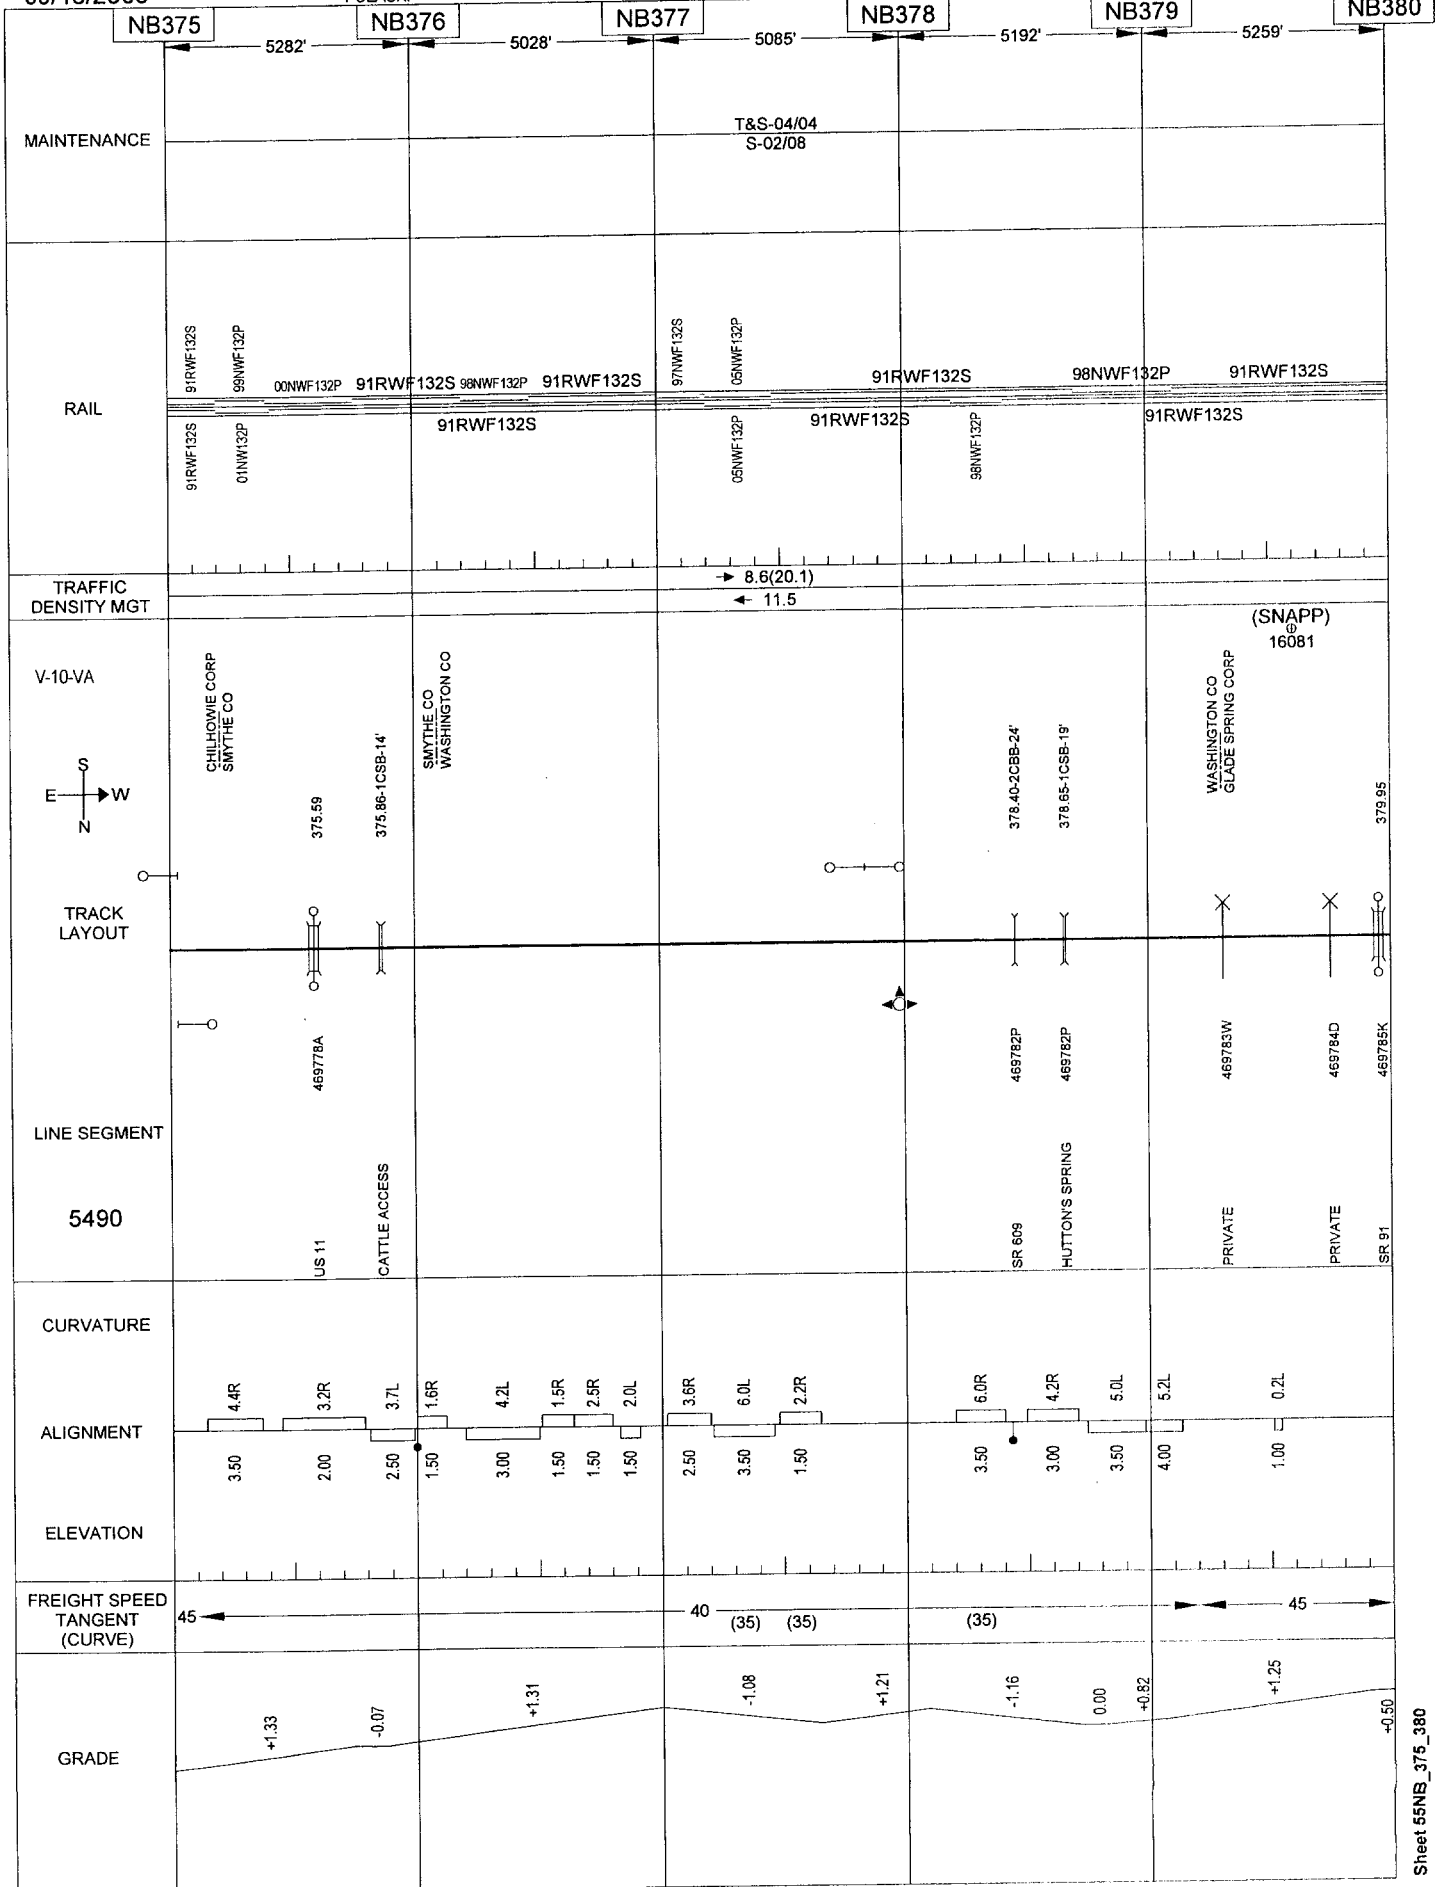 NB375 NB376 NB377 NB378 NB379 NB380
5282' 5028' 5085' 5192' 5259'
MAINTENANCE
T&S-04/04
S-02/08
RAIL
91RWF132S
99NWF132P
00NWF132P 91RWF132S 98NWF132P 91RWF132S
97NWF132S
05NWF132P
91RWF132S 98NWF132P 91RWF132S
91RWF132S
01NW132P
91RWF132S
05NWF132P
91RWF132S
98NWF132P
91RWF132S
TRAFFIC
DENSITY MGT
8.6(20.1)
11.5
(SNAPP)
16081
V-10-VA
CHILHOWIE CORP
SMYTHE CO
SMYTHE CO
WASHINGTON CO
WASHINGTON CO
GLADE SPRING CORP
S
E W
N
375.59
375.86-1CSB-14'
378.40-2CBB-24'
378.65-1CSB-19'
379.95
TRACK
LAYOUT
469778A
469782P
469782P
469783W
469784D
469785K
LINE SEGMENT
5490
US 11
CATTLE ACCESS
SR 609
HUTTON'S SPRING
PRIVATE
PRIVATE
SR 91
CURVATURE
4.4R 3.2R 3.7L 1.6R 4.2L 1.5R 2.5R 2.0L 3.6R 6.0L 2.2R 6.0R 4.2R 5.0L 5.2L 0.2L
ALIGNMENT
3.50 2.00 2.50 1.50 3.00 1.50 1.50 1.50 2.50 3.50 1.50 3.50 3.00 3.50 4.00 1.00
ELEVATION
FREIGHT SPEED
TANGENT
(CURVE)
45 40 45
(35) (35) (35)
GRADE
+1.33 -0.07 +1.31 -1.08 +1.21 -1.16 0.00 +0.82 +1.25 +0.50
Sheet 55NB_375_380